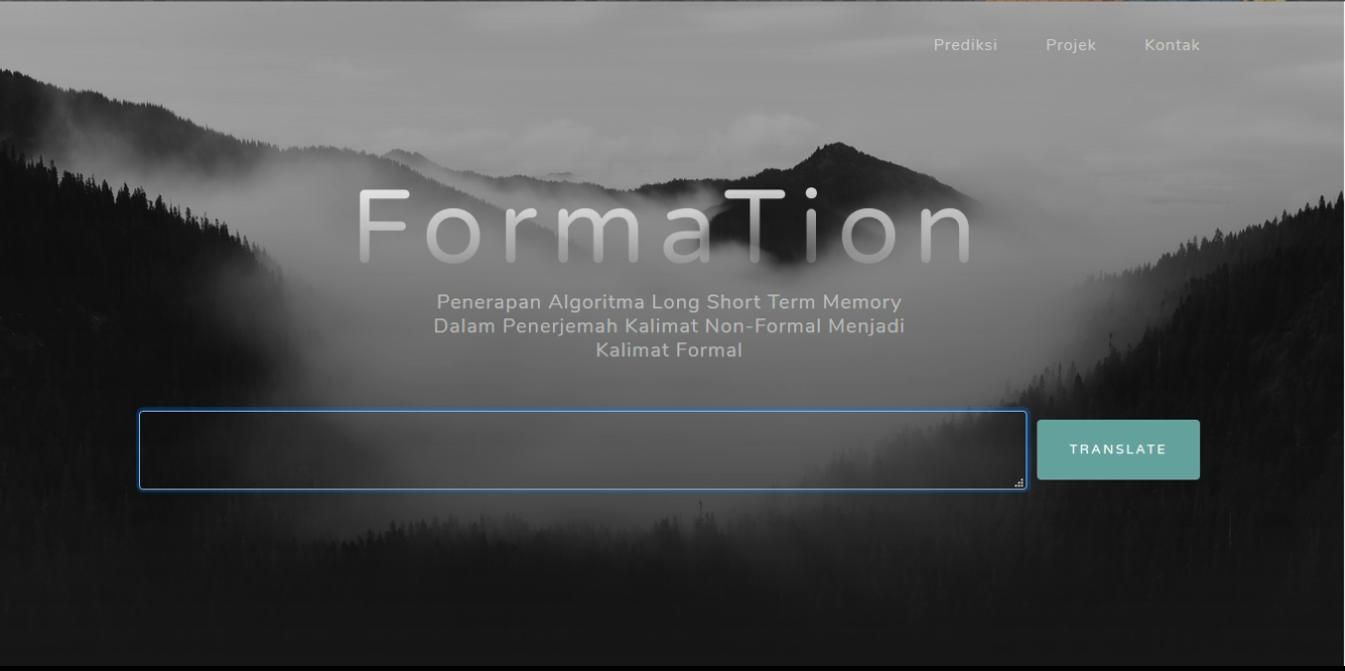 Prediksi Projek Kontak
FormaTion
Penerapan Algoritma Long Short Term Memory
Dalam Penerjemah Kalimat Non-Formal Menjadi
Kalimat Formal
TRANSLATE